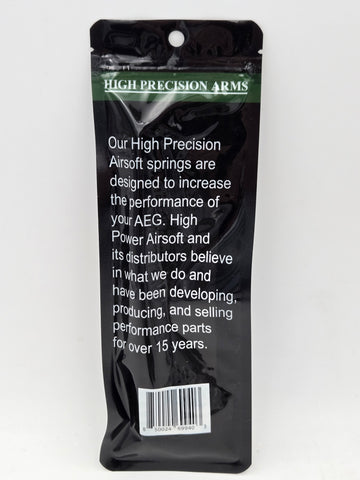 HIGH PRECISION ARMS
Our High Precision
Airsoft springs are
designed to increase
the performance of
your AEG. High
Power Airsoft and
its distributors believe
in what we do and
have been developing,
producing, and selling
performance parts
for over 15 years.
50024 69940